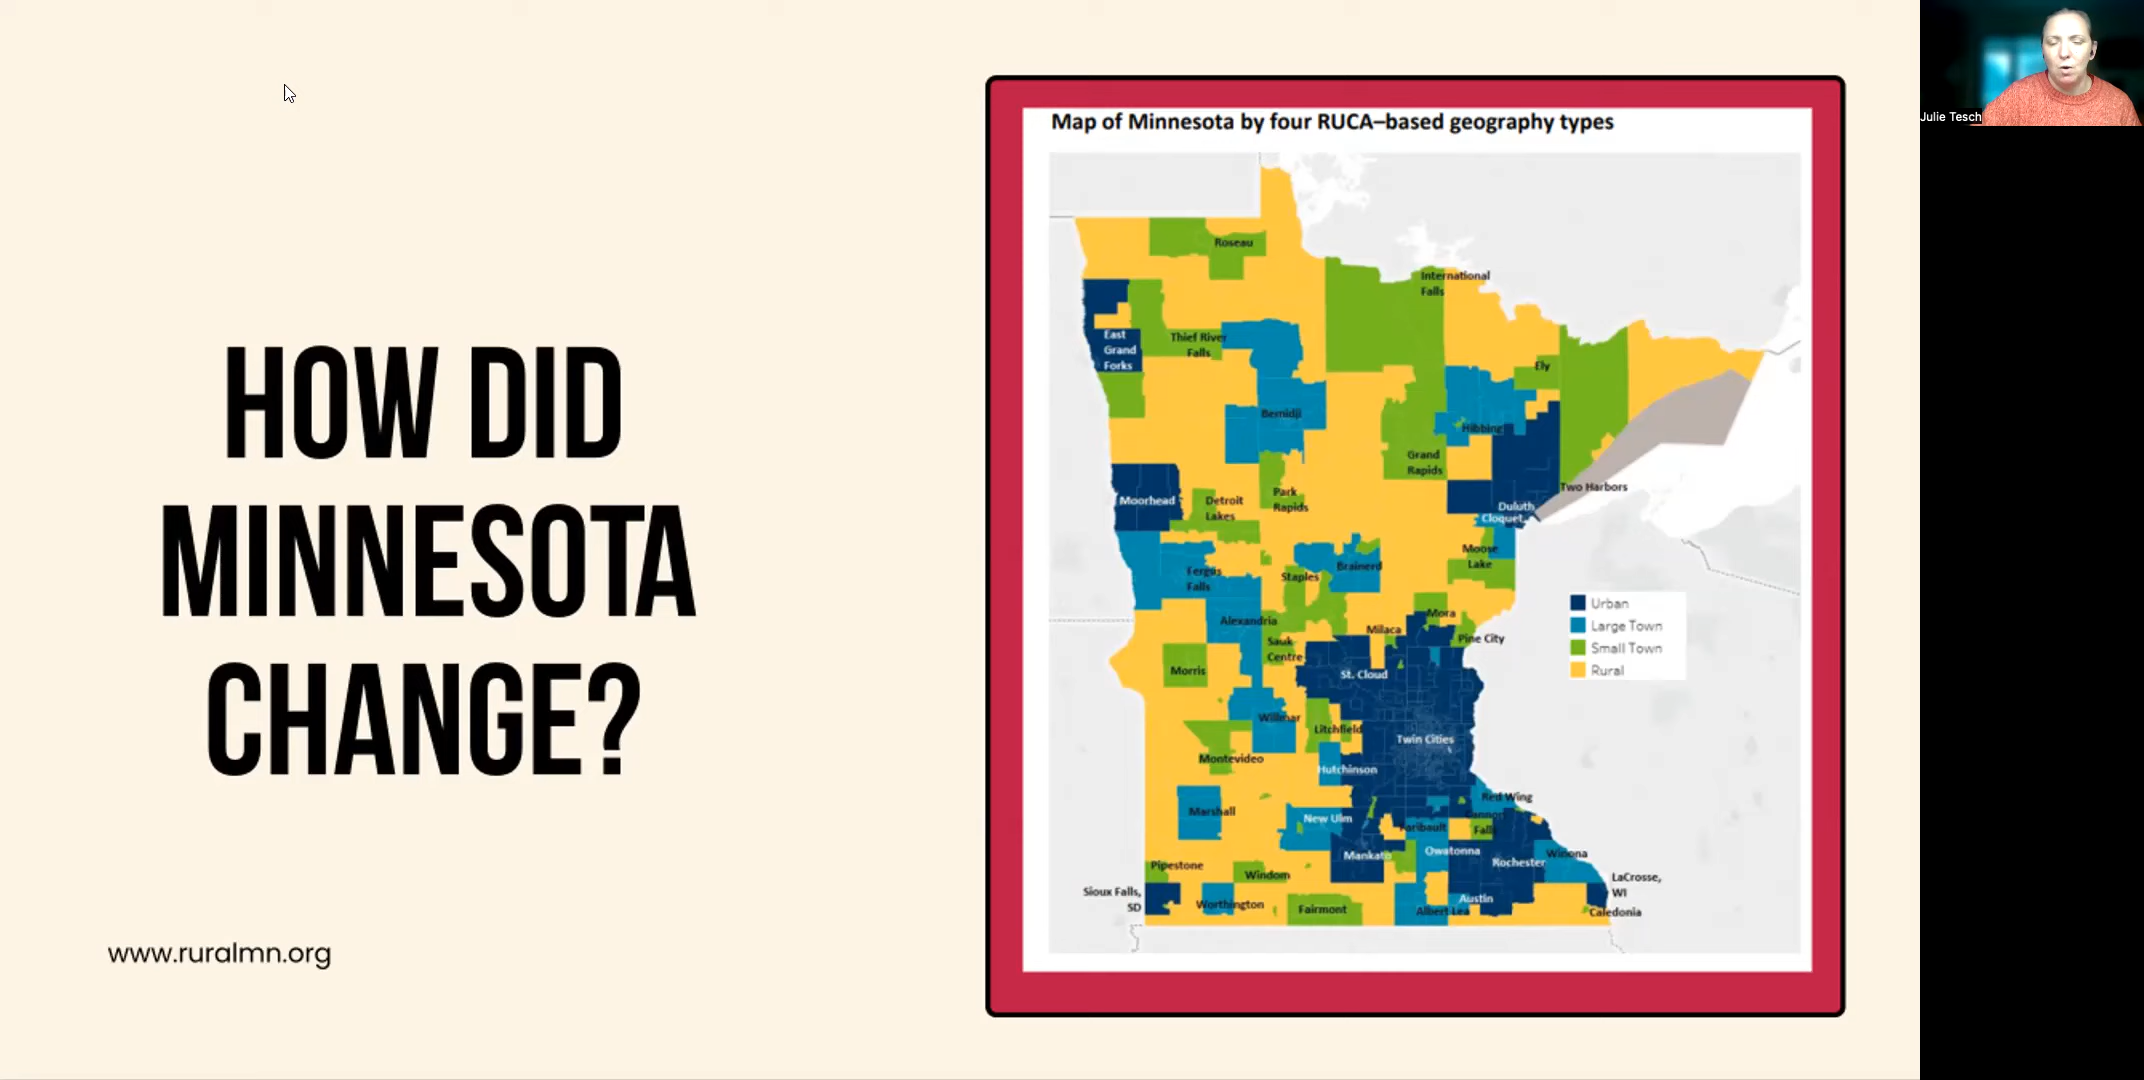 HOW DID
MINNESOTA
CHANGE?
www.ruralmn.org
Map of Minnesota by four RUCA–based geography types
Roseau
International
Falls
East
Grand
Forks
Thief River
Falls
Ely
Bemidji
Hibbing
Grand
Rapids
Two Harbors
Moorhead
Detroit
Lakes
Park
Rapids
Duluth
Cloquet
Moose
Lake
Fergus
Falls
Staples
Brainerd
Mora
Alexandria
Milaca
Pine City
Sauk
Centre
Morris
St. Cloud
Willmar
Litchfield
Twin Cities
Montevideo
Hutchinson
Red Wing
Marshall
New Ulm
Faribault
Cannon
Falls
Mankato
Owatonna
Rochester
Winona
Pipestone
Windom
LaCrosse,
WI
Sioux Falls,
SD
Worthington
Fairmont
Albert Lea
Austin
Caledonia
Urban
Large Town
Small Town
Rural
Julie Tesch